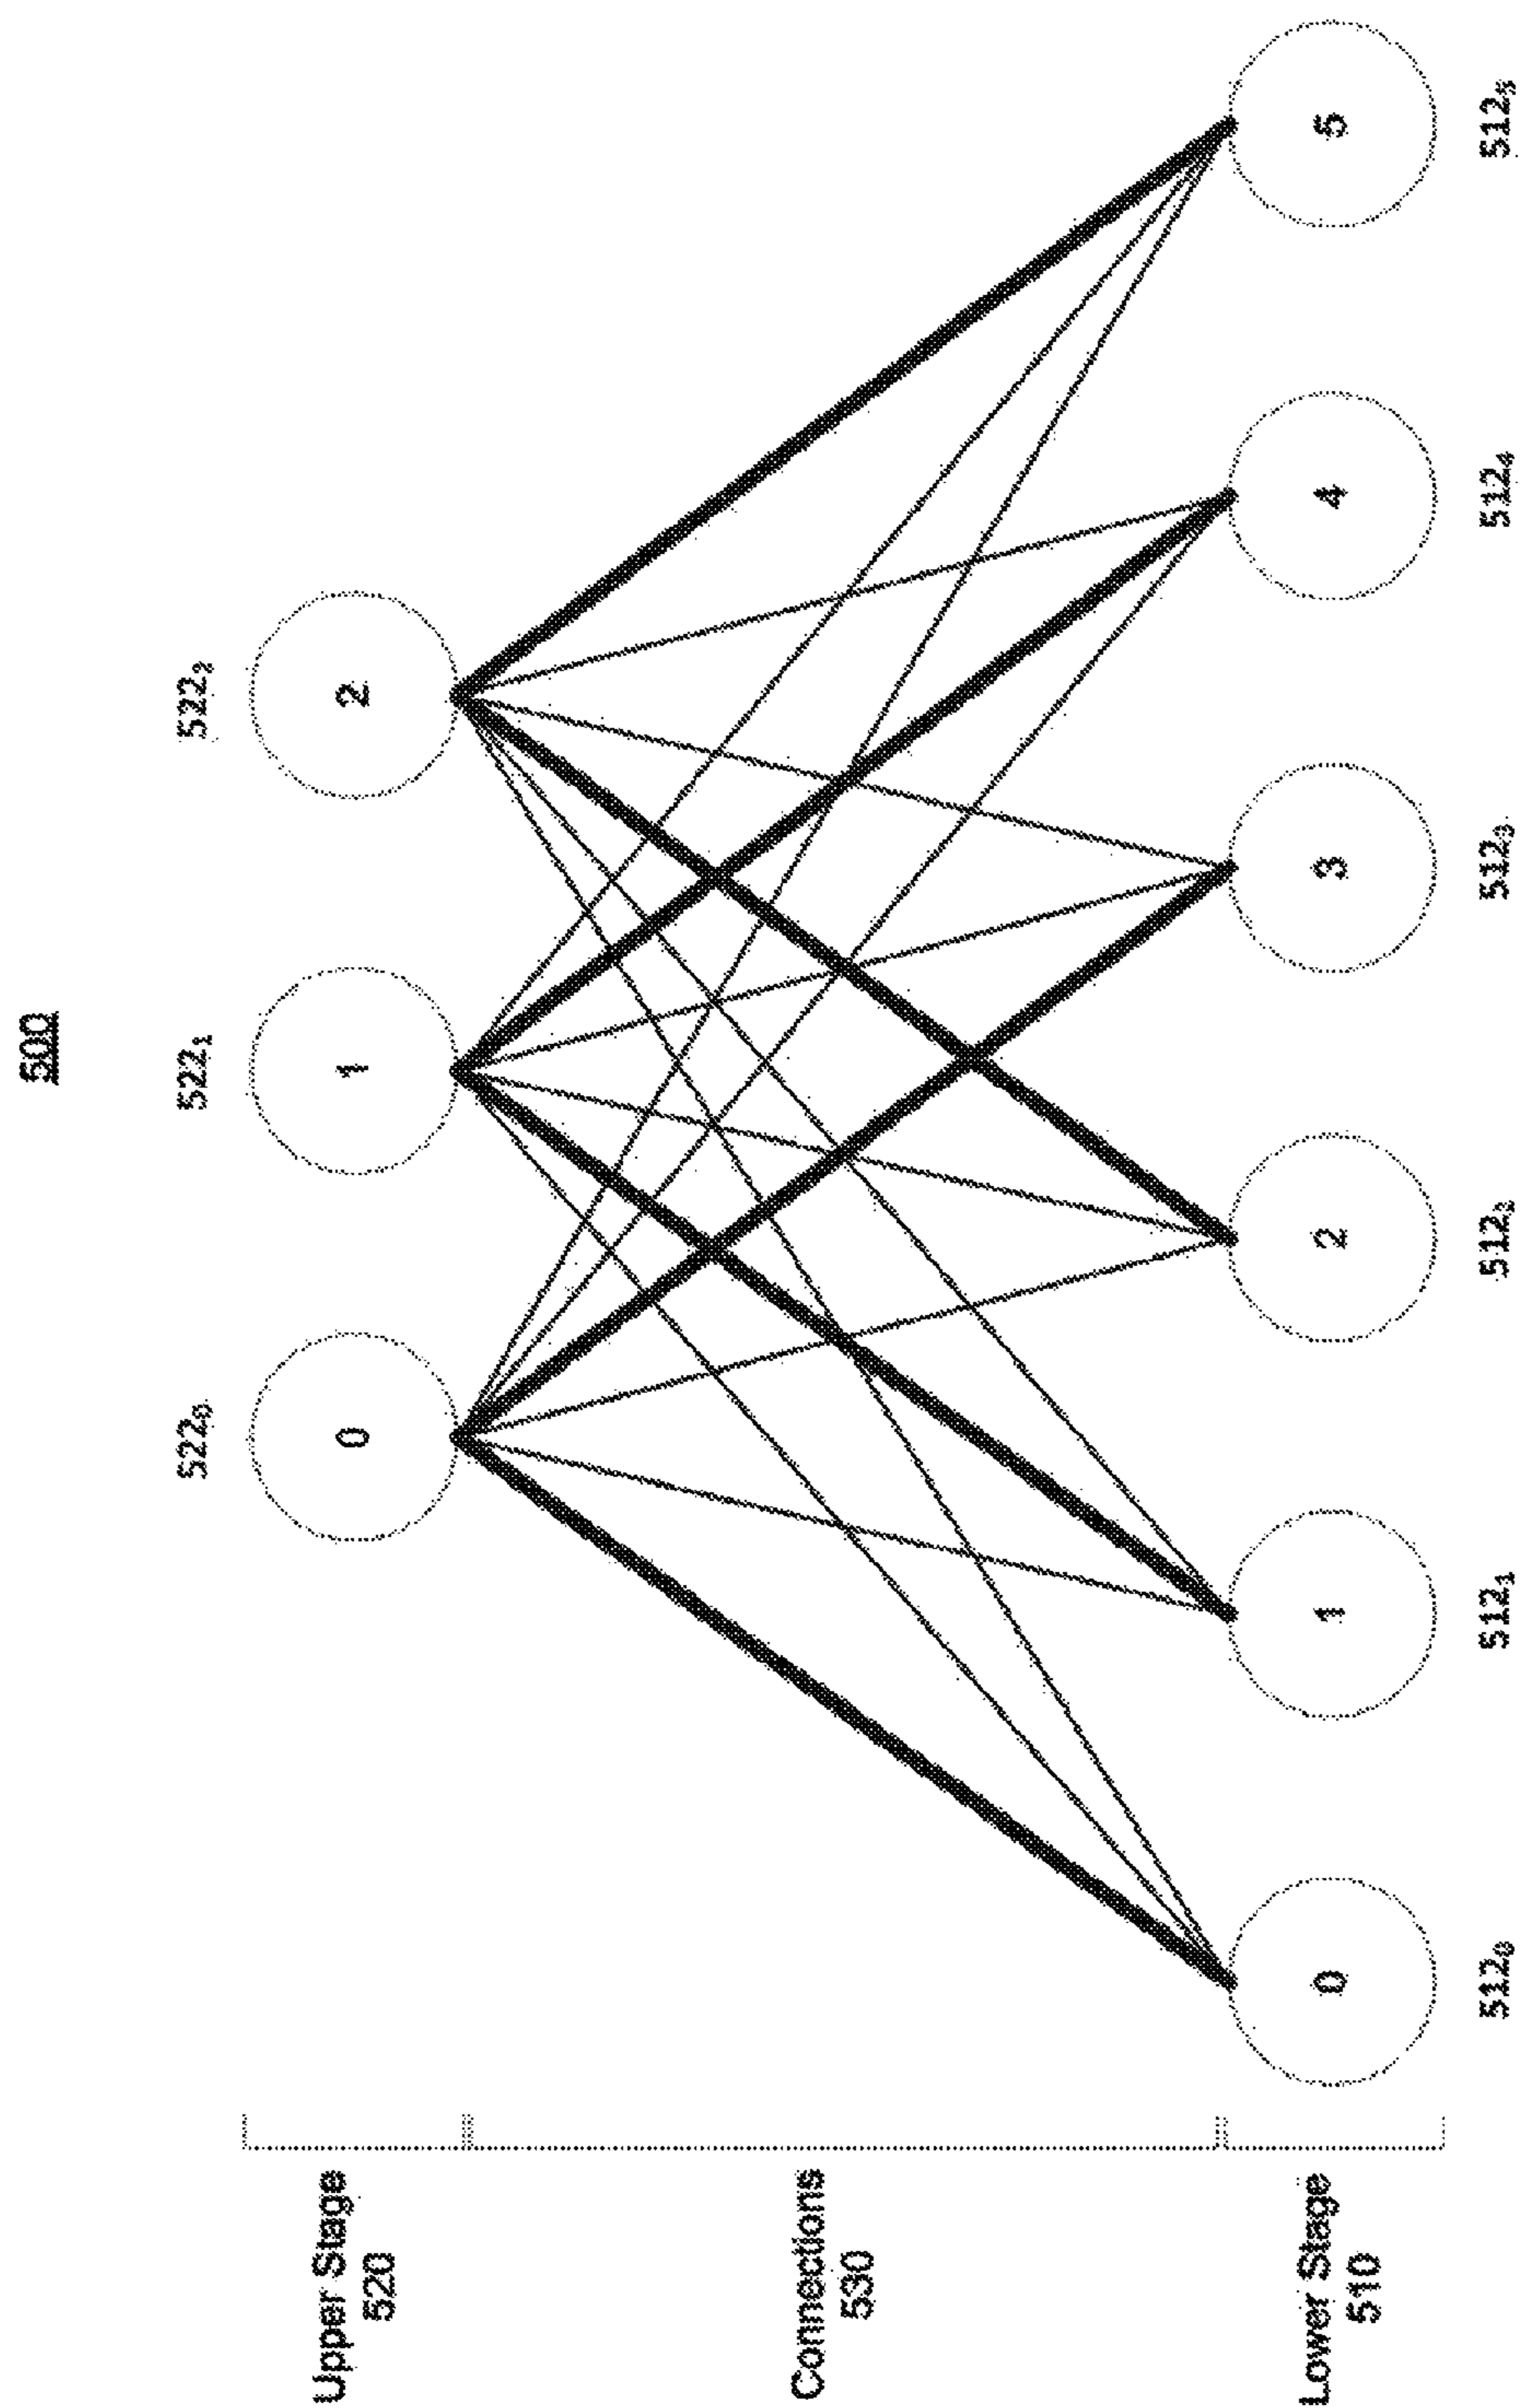 500
522₀ 522₁ 522₂
Upper Stage
520
0 1 2
Connections
530
Lower Stage
510
0 1 2 3 4 5
512₀ 512₁ 512₂ 512₃ 512₄ 512₅